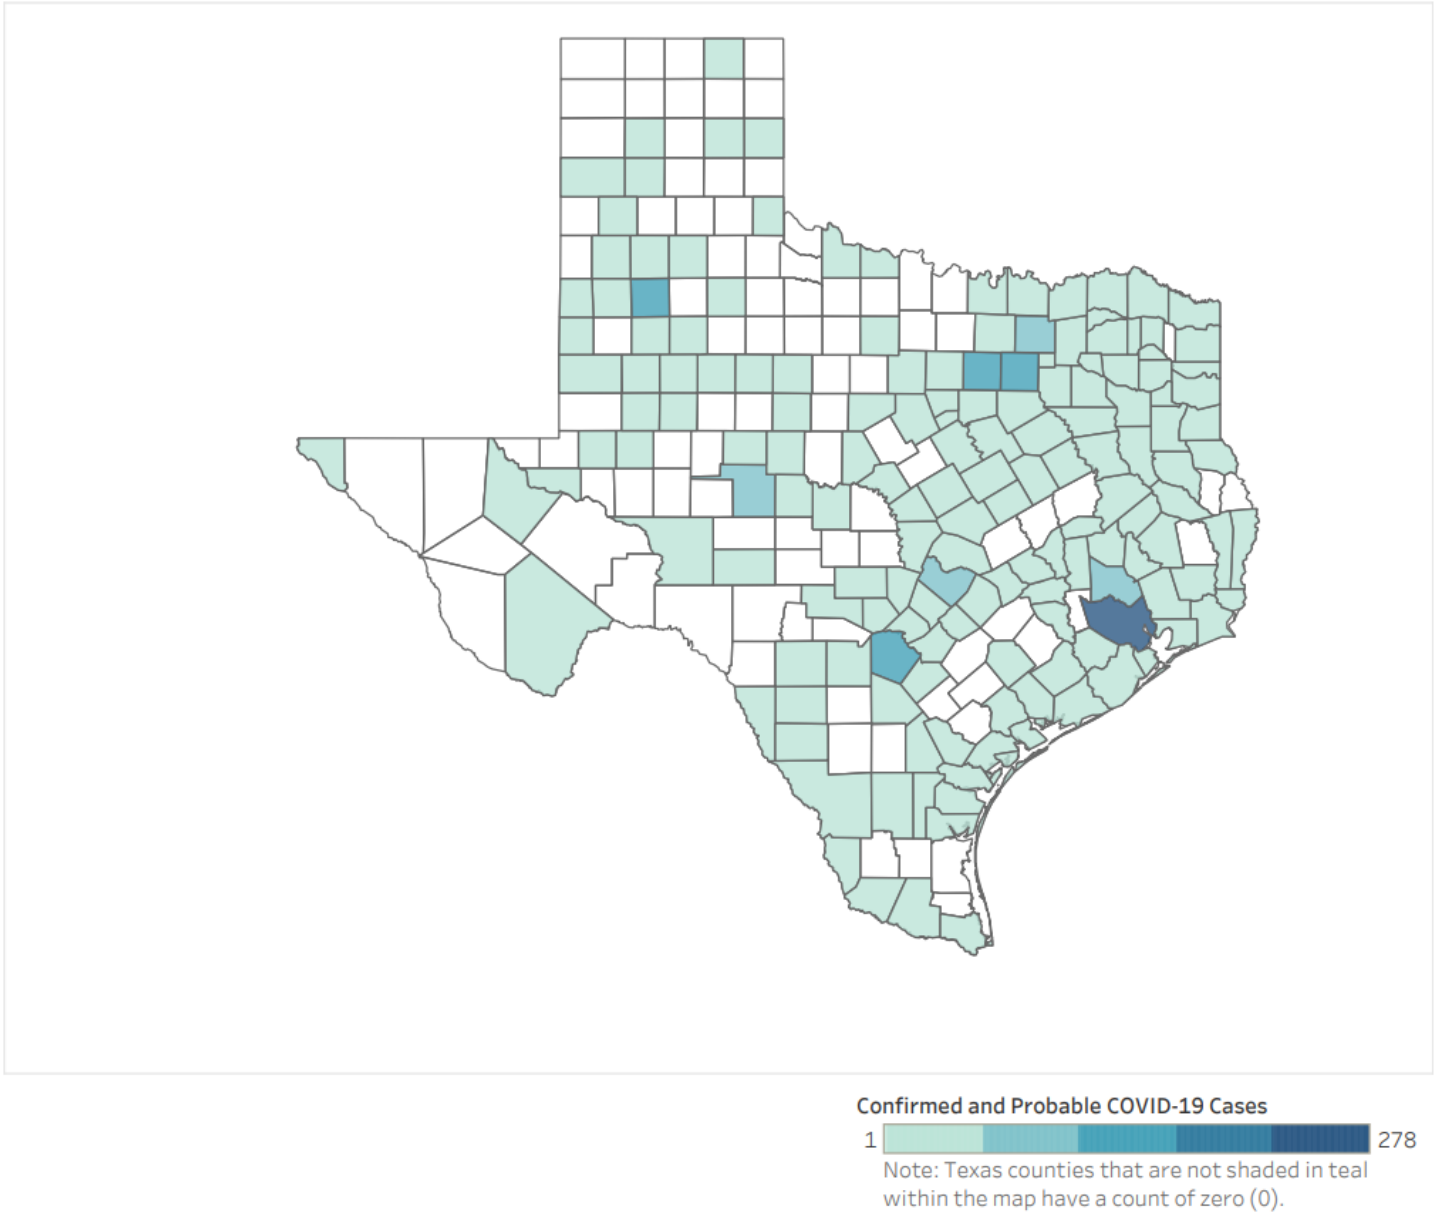 Confirmed and Probable COVID-19 Cases
1 278
Note: Texas counties that are not shaded in teal
within the map have a count of zero (0).